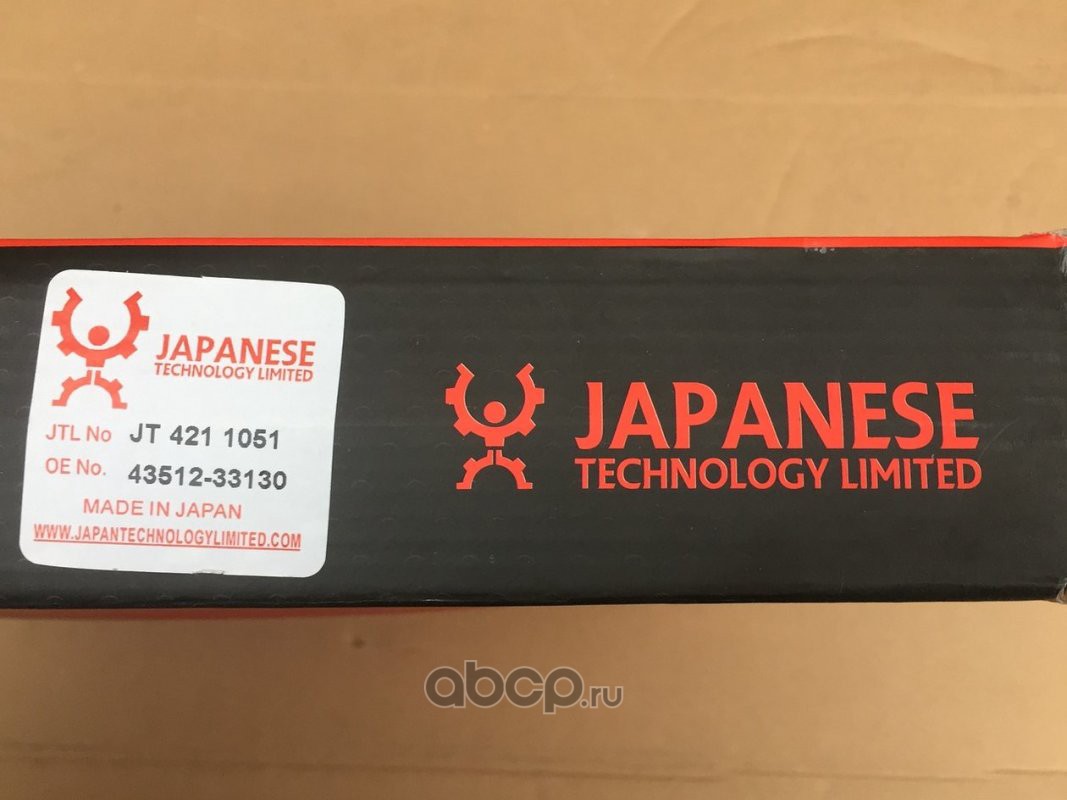 JAPANESE
TECHNOLOGY LIMITED
JTL No JT 421 1051
OE No. 43512-33130
MADE IN JAPAN
WWW.JAPANTECHNOLOGYLIMITED.COM
JAPANESE
TECHNOLOGY LIMITED
abcp.ru